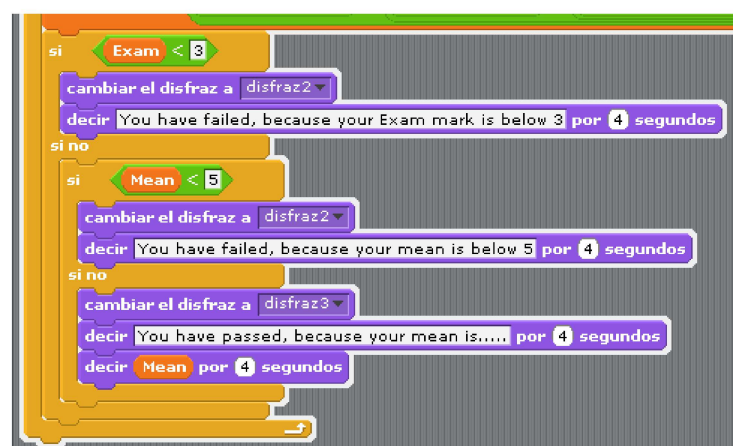 si Exam < 3
cambiar el disfraz a disfraz2
decir You have failed, because your Exam mark is below 3 por 4 segundos
si no
si Mean < 5
cambiar el disfraz a disfraz2
decir You have failed, because your mean is below 5 por 4 segundos
si no
cambiar el disfraz a disfraz3
decir You have passed, because your mean is..... por 4 segundos
decir Mean por 4 segundos